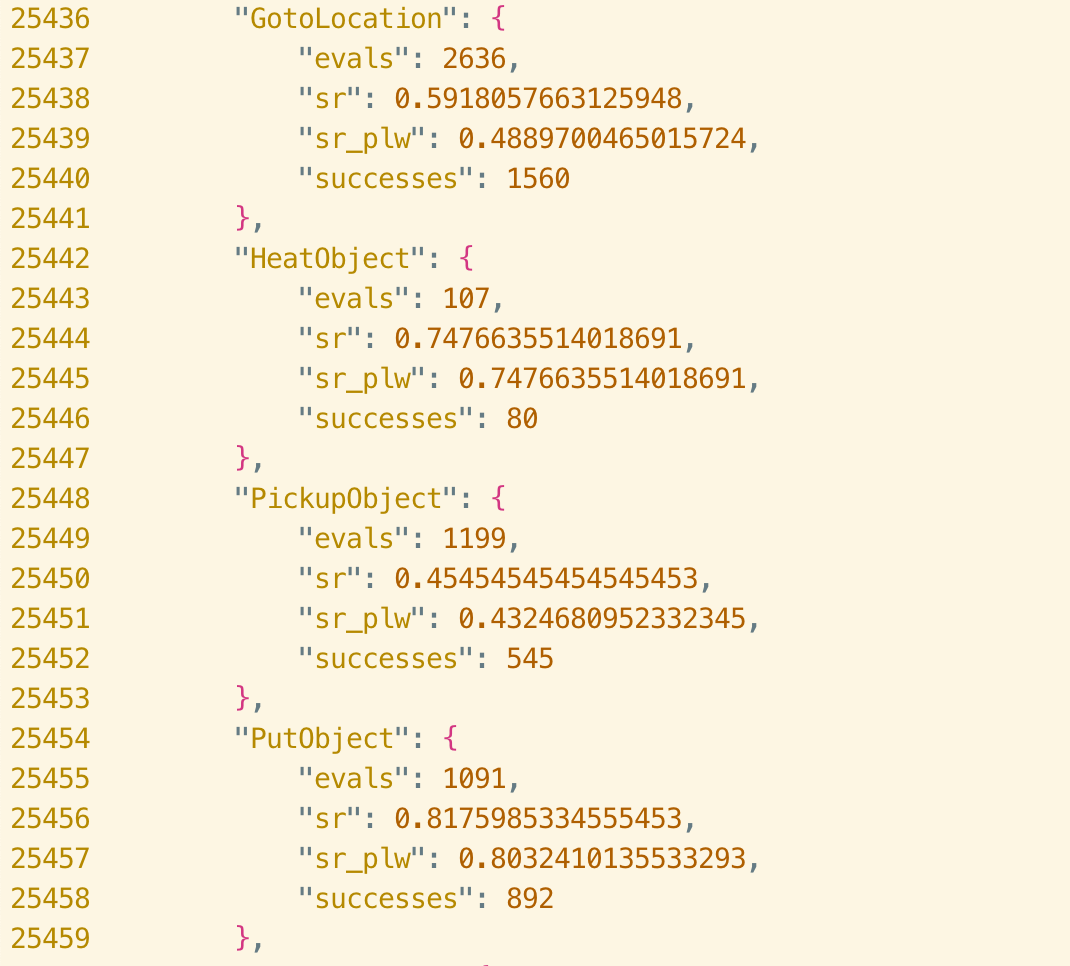 25436 "GotoLocation": {
25437 "evals": 2636,
25438 "sr": 0.5918057663125948,
25439 "sr_plw": 0.4889700465015724,
25440 "successes": 1560
25441 },
25442 "HeatObject": {
25443 "evals": 107,
25444 "sr": 0.7476635514018691,
25445 "sr_plw": 0.7476635514018691,
25446 "successes": 80
25447 },
25448 "PickupObject": {
25449 "evals": 1199,
25450 "sr": 0.45454545454545453,
25451 "sr_plw": 0.4324680952332345,
25452 "successes": 545
25453 },
25454 "PutObject": {
25455 "evals": 1091,
25456 "sr": 0.8175985334555453,
25457 "sr_plw": 0.8032410135533293,
25458 "successes": 892
25459 },